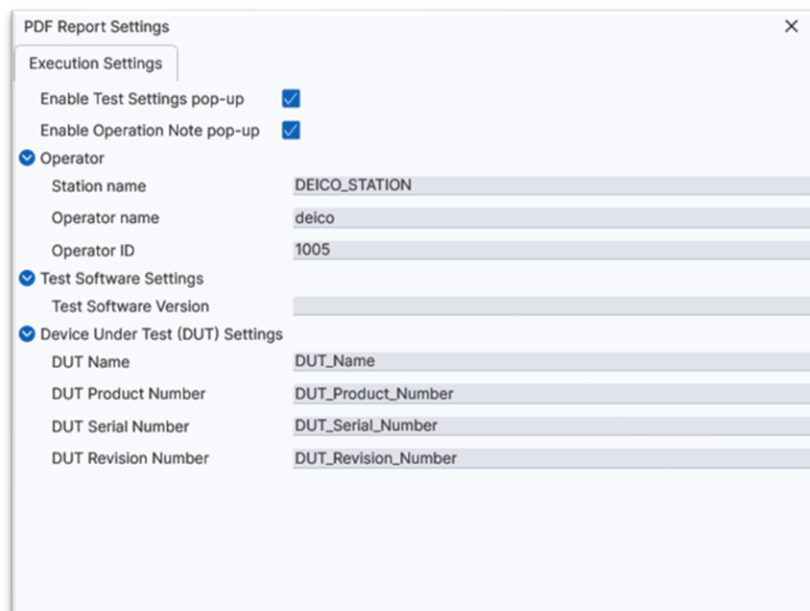 PDF Report Settings
Execution Settings
Enable Test Settings pop-up
Enable Operation Note pop-up
Operator
Station name DEICO_STATION
Operator name deico
Operator ID 1005
Test Software Settings
Test Software Version
Device Under Test (DUT) Settings
DUT Name DUT_Name
DUT Product Number DUT_Product_Number
DUT Serial Number DUT_Serial_Number
DUT Revision Number DUT_Revision_Number